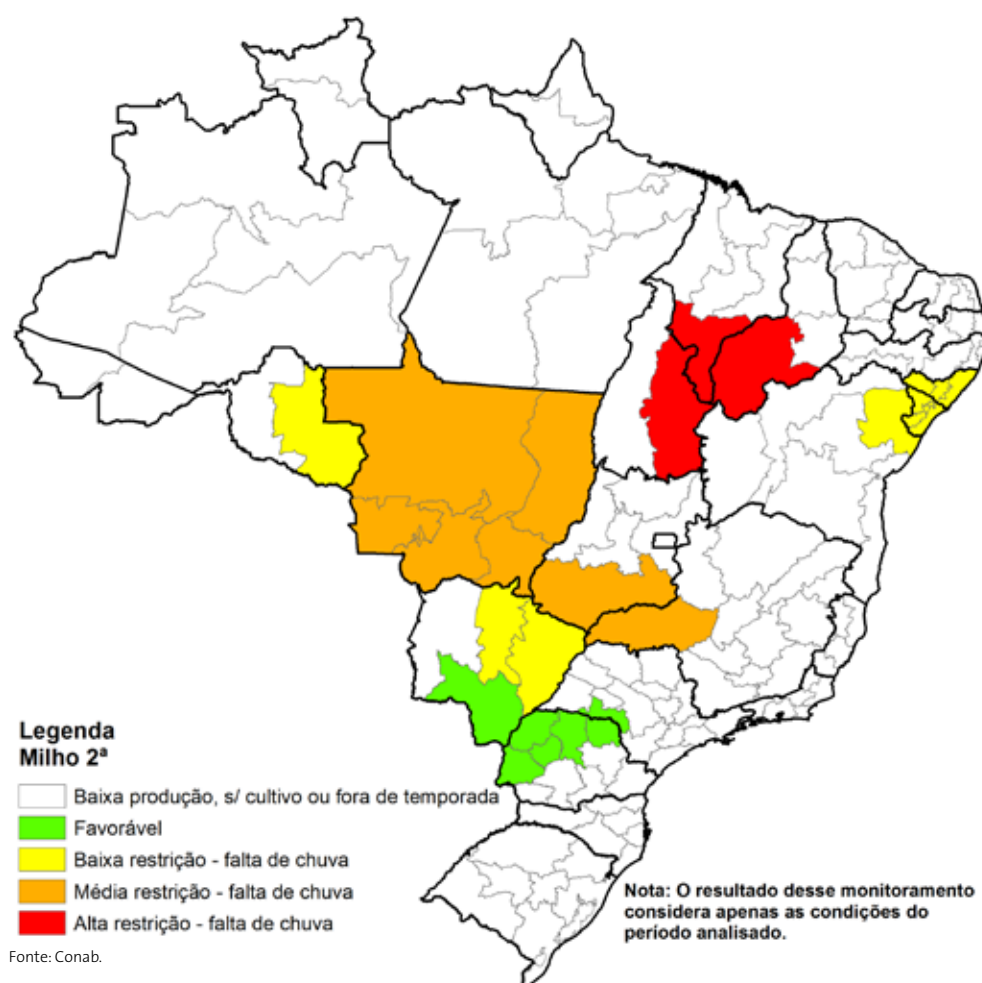 Legenda
Milho 2ª
Baixa produção, s/ cultivo ou fora de temporada
Favorável
Baixa restrição - falta de chuva
Média restrição - falta de chuva
Alta restrição - falta de chuva
Nota: O resultado desse monitoramento
considera apenas as condições do
período analisado.
Fonte: Conab.